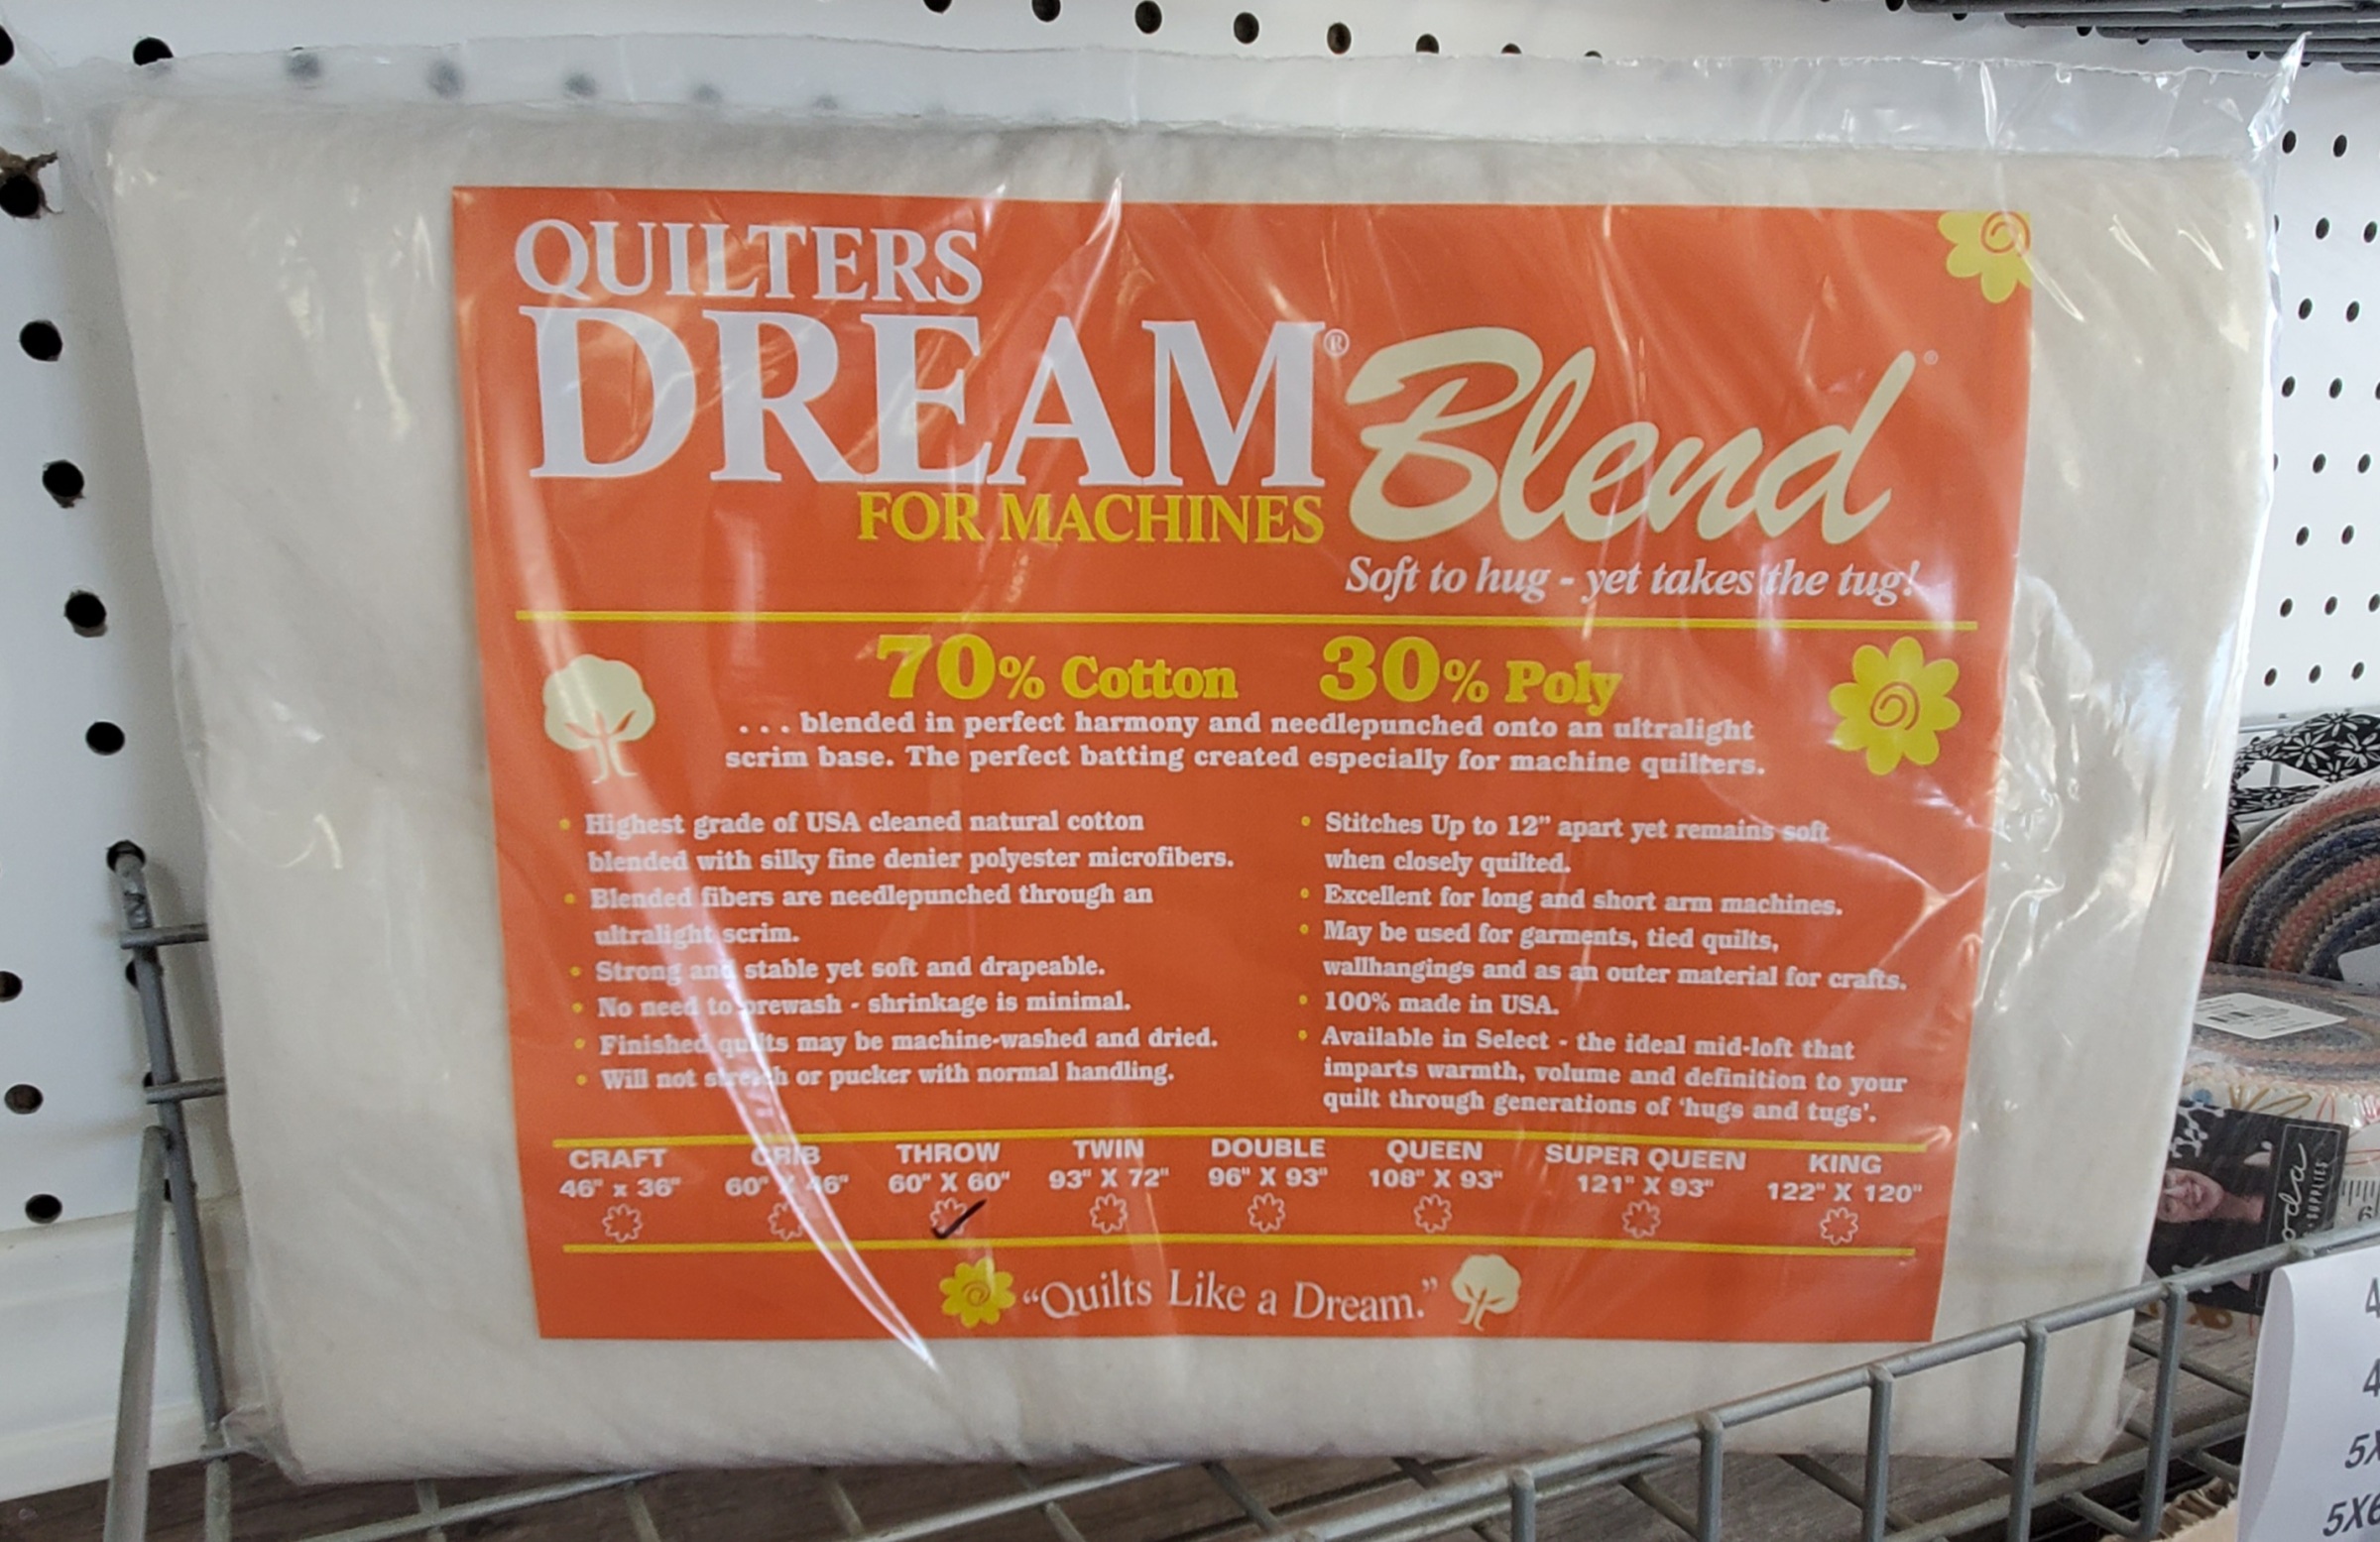 QUILTERS
DREAM® Blend
FOR MACHINES
Soft to hug - yet takes the tug!
70% Cotton 30% Poly
. . . blended in perfect harmony and needlepunched onto an ultralight
scrim base. The perfect batting created especially for machine quilters.
• Highest grade of USA cleaned natural cotton
blended with silky fine denier polyester microfibers.
• Blended fibers are needlepunched through an
ultralight scrim.
• Strong and stable yet soft and drapeable.
• No need to prewash - shrinkage is minimal.
• Finished quilts may be machine-washed and dried.
• Will not stretch or pucker with normal handling.
• Stitches Up to 12” apart yet remains soft
when closely quilted.
• Excellent for long and short arm machines.
• May be used for garments, tied quilts,
wallhangings and as an outer material for crafts.
• 100% made in USA.
• Available in Select - the ideal mid-loft that
imparts warmth, volume and definition to your
quilt through generations of ‘hugs and tugs’.
CRAFT CRIB THROW TWIN DOUBLE QUEEN SUPER QUEEN KING
46" x 36" 60" X 46" 60" X 60" 93" X 72" 96" X 93" 108" X 93" 121" X 93" 122" X 120"
“Quilts Like a Dream.”
SUPPLIES
6
4
4
5X
5X6